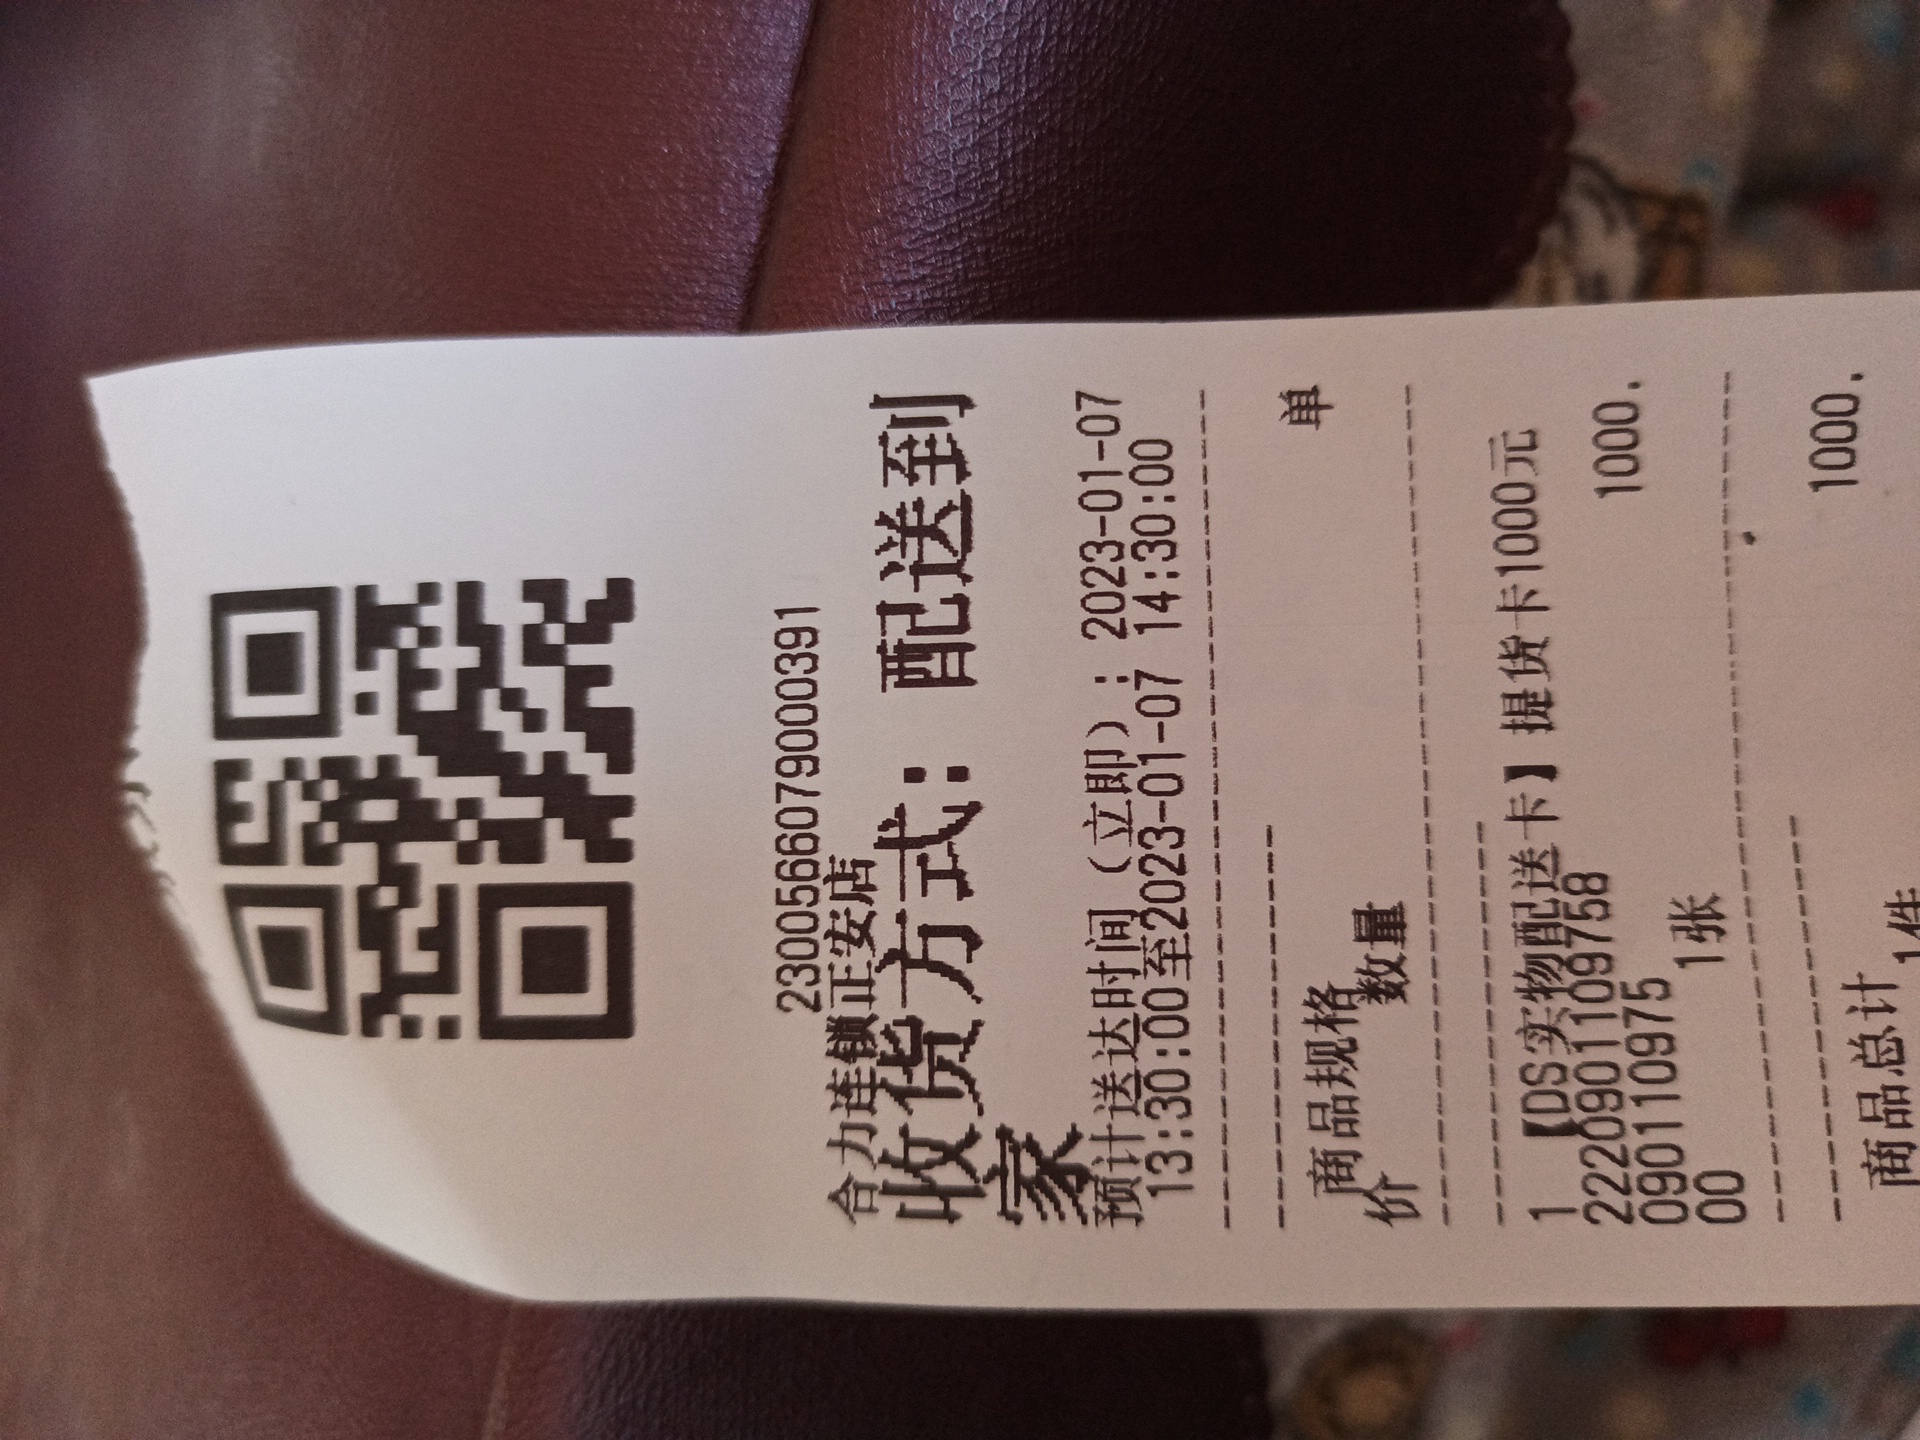 230056607900391
合力连锁正安店
收货方式：配送到
家
预计送达时间（立即）：2023-01-07
13:30:00至2023-01-07 14:30:00
商品规格 单
价 数量
1 【DS实物配送卡】提货卡1000元
2220901109758
0901109975 1000.
00 1张
商品总计 1000.
1件